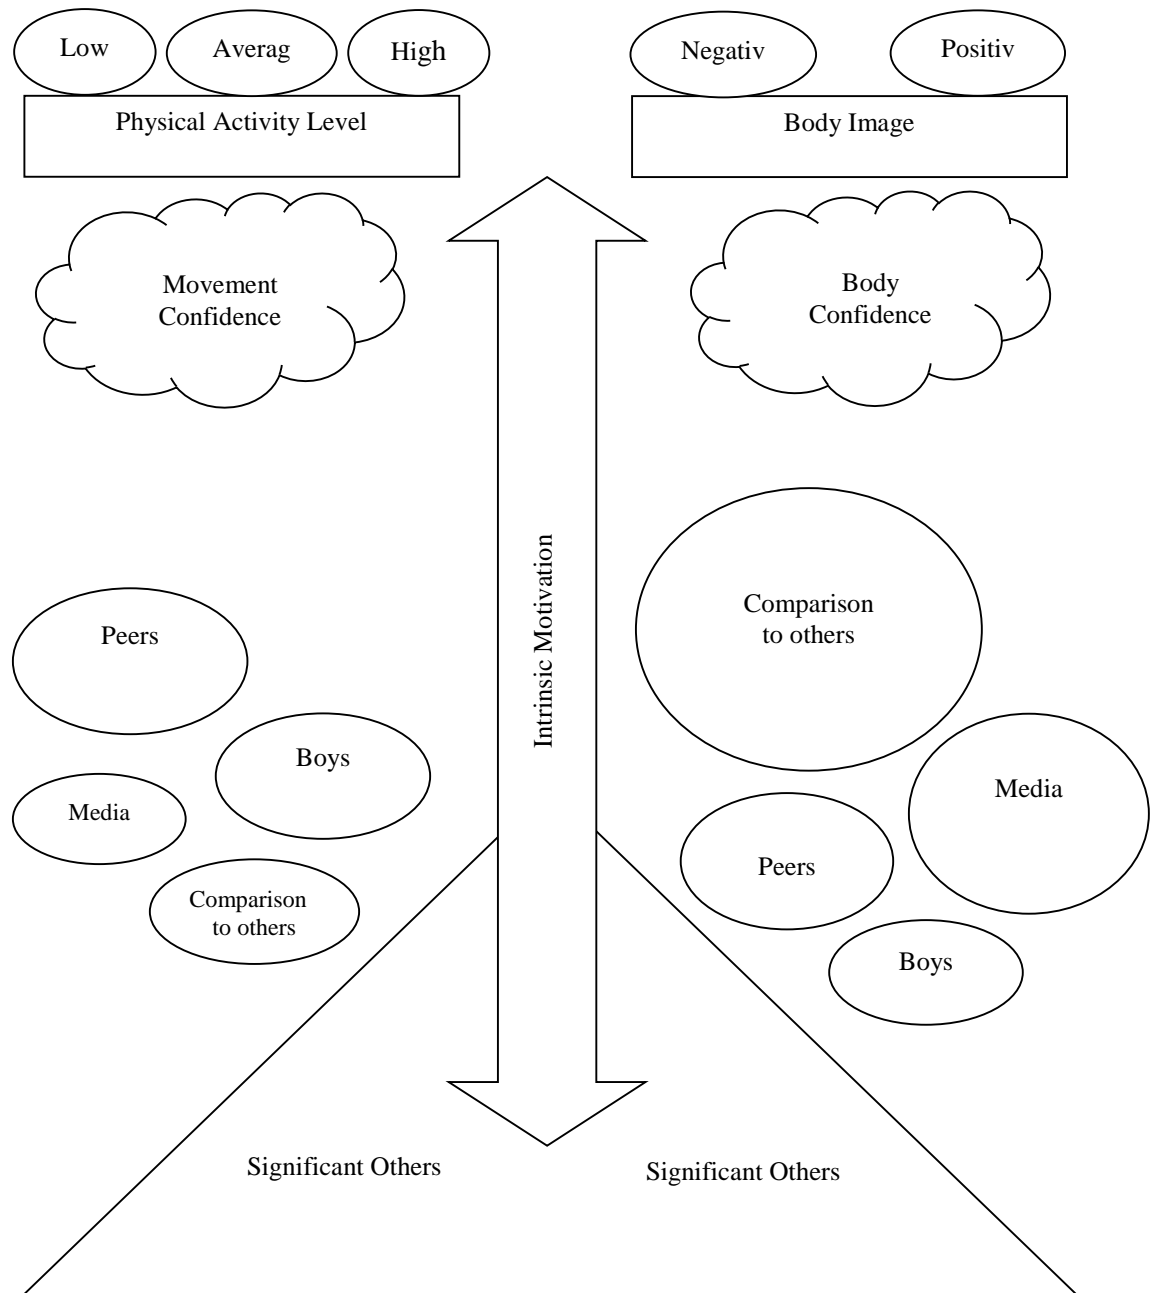 Low
Averag
High
Negativ
Positiv
Physical Activity Level
Body Image
Movement
Confidence
Body
Confidence
Intrinsic Motivation
Peers
Boys
Media
Comparison
to others
Comparison
to others
Media
Peers
Boys
Significant Others
Significant Others